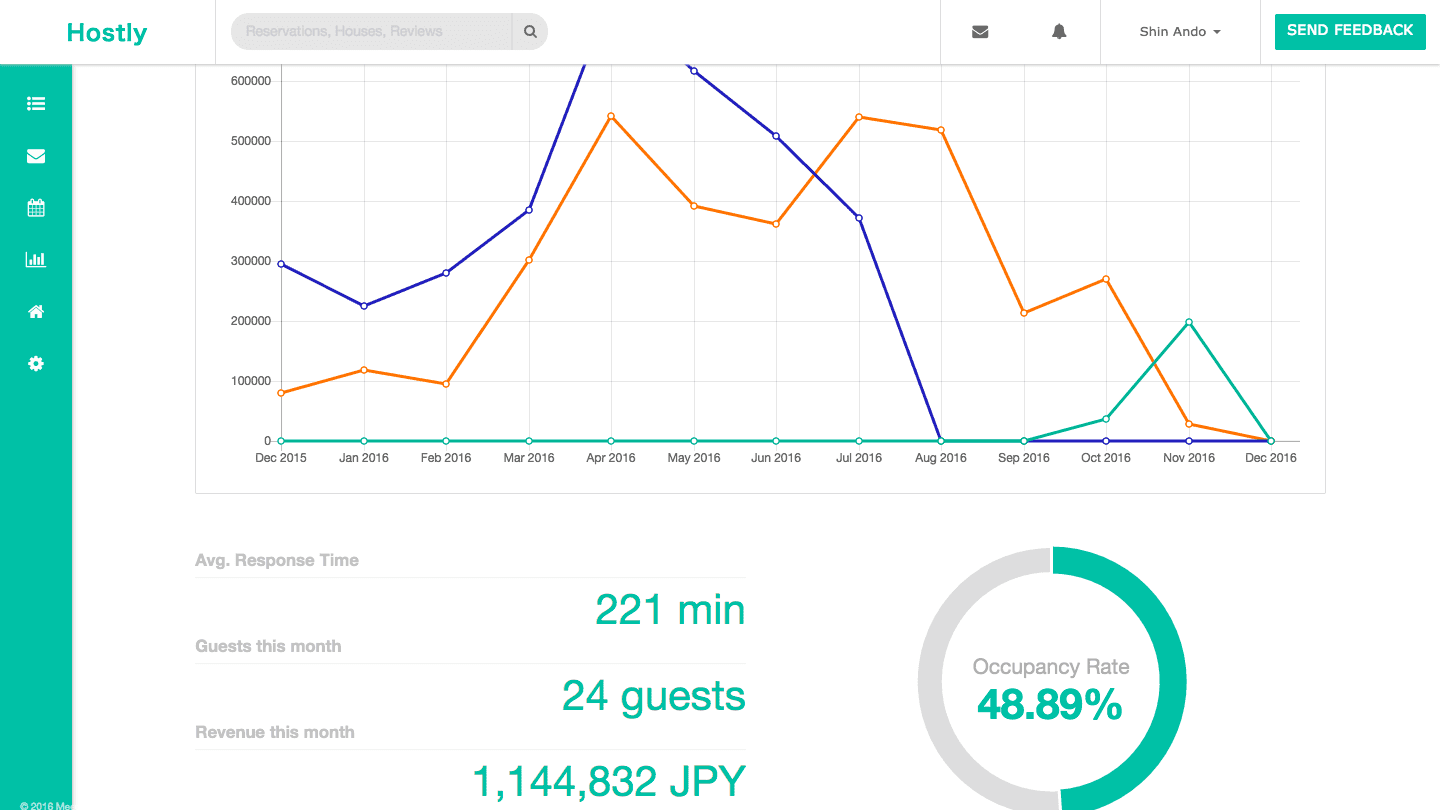 Hostly
Reservations, Houses, Reviews
Shin Ando
SEND FEEDBACK
600000
500000
400000
300000
200000
100000
0
Dec 2015 Jan 2016 Feb 2016 Mar 2016 Apr 2016 May 2016 Jun 2016 Jul 2016 Aug 2016 Sep 2016 Oct 2016 Nov 2016 Dec 2016
Avg. Response Time
221 min
Guests this month
24 guests
Revenue this month
1,144,832 JPY
Occupancy Rate
48.89%
© 2016